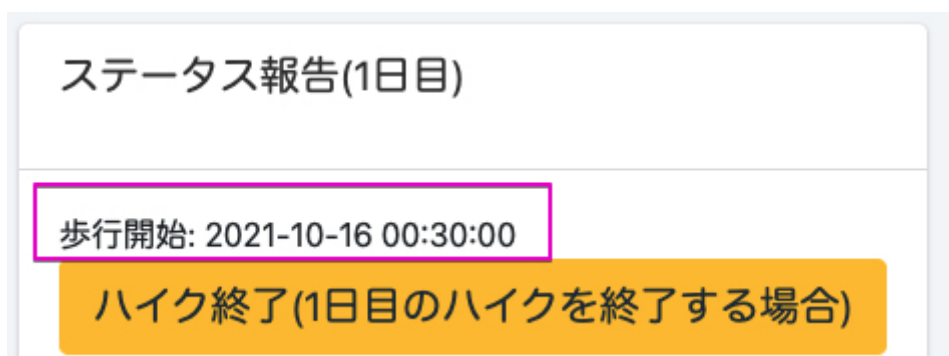 ステータス報告(1日目)
歩行開始: 2021-10-16 00:30:00
ハイク終了(1日目のハイクを終了する場合)